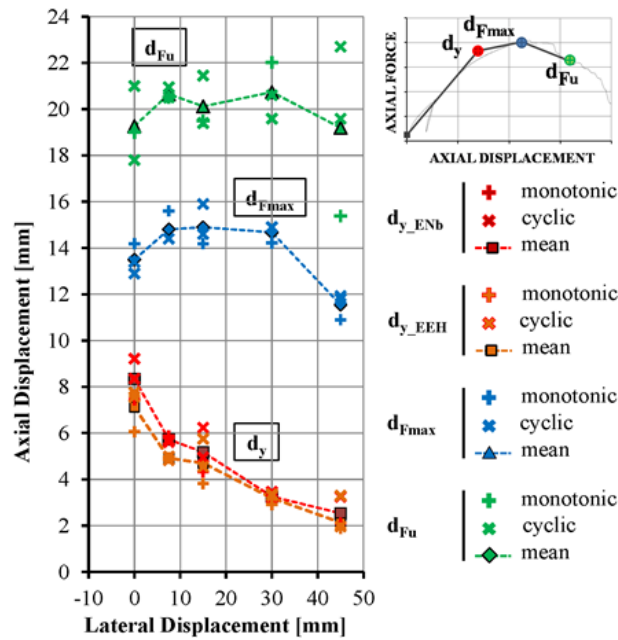 24
22
20
18
16
14
12
10
8
6
4
2
0
-10 0 10 20 30 40 50
Axial Displacement [mm]
Lateral Displacement [mm]
dFu
dFmax
dy
AXIAL FORCE
AXIAL DISPLACEMENT
dy
dFmax
dFu
dy_ENb
monotonic
cyclic
mean
dy_EEH
monotonic
cyclic
mean
dFmax
monotonic
cyclic
mean
dFu
monotonic
cyclic
mean